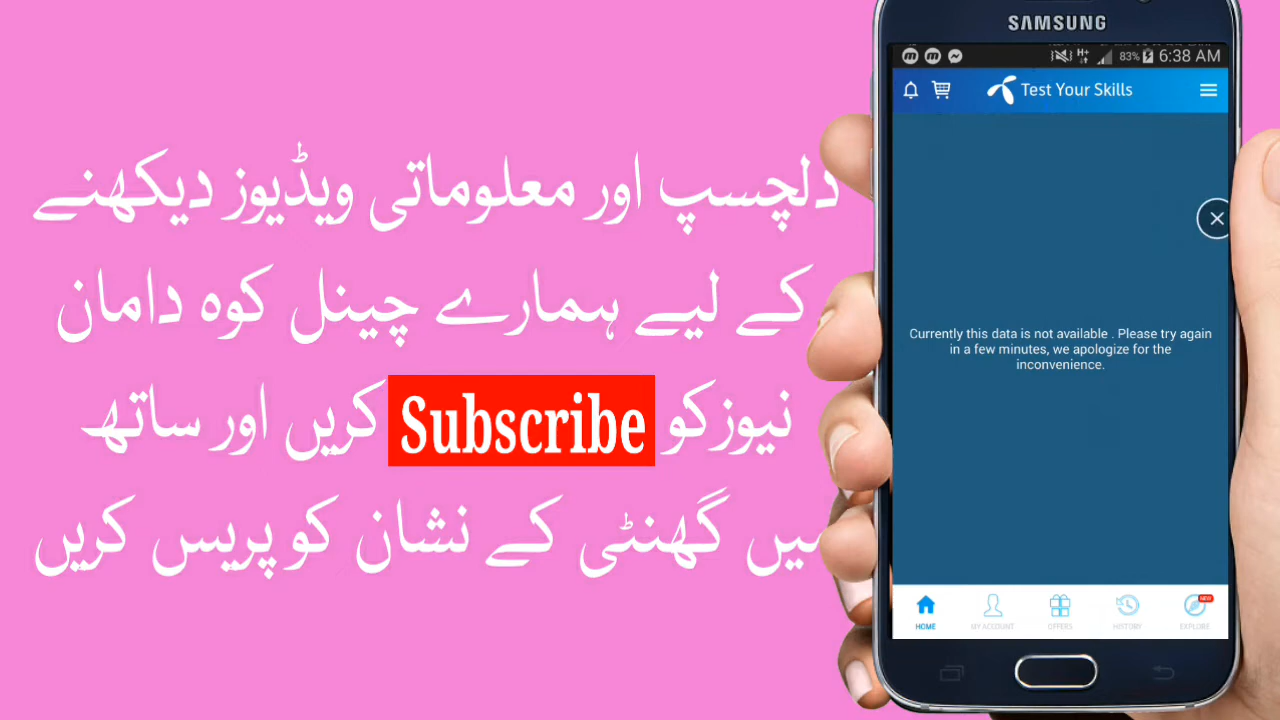 دلچسپ اور معلوماتی ویڈیوز دیکھنے
کے لیے ہمارے چینل کوہ دامان
نیوزکو Subscribe کریں اور ساتھ
میں گھنٹی کے نشان کو پریس کریں
SAMSUNG
H+ 83% 6:38 AM
Test Your Skills
Currently this data is not available . Please try again
in a few minutes, we apologize for the
inconvenience.
NEW
HOME MY ACCOUNT OFFERS HISTORY EXPLORE